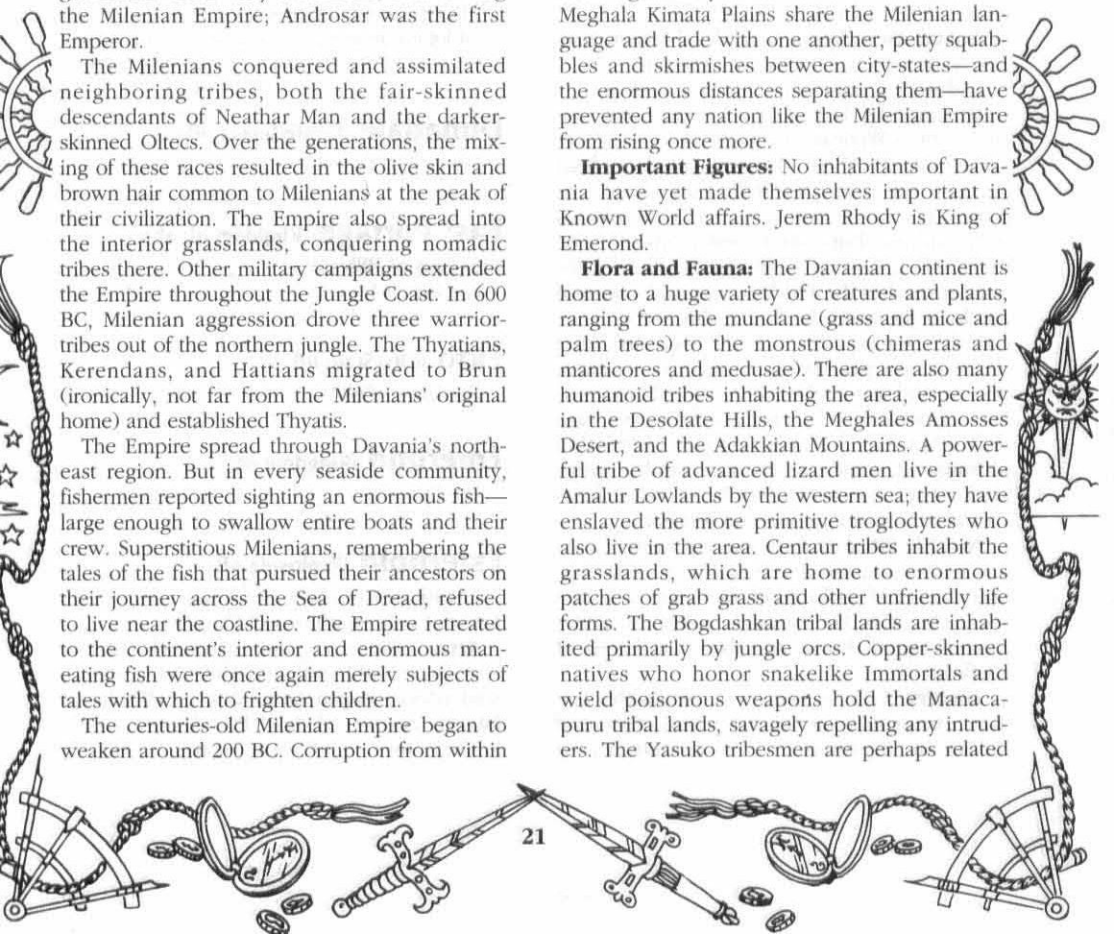 the Milenian Empire; Androsar was the first
Emperor.
The Milenians conquered and assimilated
neighboring tribes, both the fair-skinned
descendants of Neathar Man and the darker-
skinned Oltecs. Over the generations, the mix-
ing of these races resulted in the olive skin and
brown hair common to Milenians at the peak of
their civilization. The Empire also spread into
the interior grasslands, conquering nomadic
tribes there. Other military campaigns extended
the Empire throughout the Jungle Coast. In 600
BC, Milenian aggression drove three warrior-
tribes out of the northern jungle. The Thyatians,
Kerendans, and Hattians migrated to Brun
(ironically, not far from the Milenians' original
home) and established Thyatis.
The Empire spread through Davania's north-
east region. But in every seaside community,
fishermen reported sighting an enormous fish—
large enough to swallow entire boats and their
crew. Superstitious Milenians, remembering the
tales of the fish that pursued their ancestors on
their journey across the Sea of Dread, refused
to live near the coastline. The Empire retreated
to the continent's interior and enormous man-
eating fish were once again merely subjects of
tales with which to frighten children.
The centuries-old Milenian Empire began to
weaken around 200 BC. Corruption from within
Meghala Kimata Plains share the Milenian lan-
guage and trade with one another, petty squab-
bles and skirmishes between city-states—and
the enormous distances separating them—have
prevented any nation like the Milenian Empire
from rising once more.
Important Figures: No inhabitants of Dava-
nia have yet made themselves important in
Known World affairs. Jerem Rhody is King of
Emerond.
Flora and Fauna: The Davanian continent is
home to a huge variety of creatures and plants,
ranging from the mundane (grass and mice and
palm trees) to the monstrous (chimeras and
manticores and medusae). There are also many
humanoid tribes inhabiting the area, especially
in the Desolate Hills, the Meghales Amosses
Desert, and the Adakkian Mountains. A power-
ful tribe of advanced lizard men live in the
Amalur Lowlands by the western sea; they have
enslaved the more primitive troglodytes who
also live in the area. Centaur tribes inhabit the
grasslands, which are home to enormous
patches of grab grass and other unfriendly life
forms. The Bogdashkan tribal lands are inhab-
ited primarily by jungle orcs. Copper-skinned
natives who honor snakelike Immortals and
wield poisonous weapons hold the Manaca-
puru tribal lands, savagely repelling any intrud-
ers. The Yasuko tribesmen are perhaps related
21